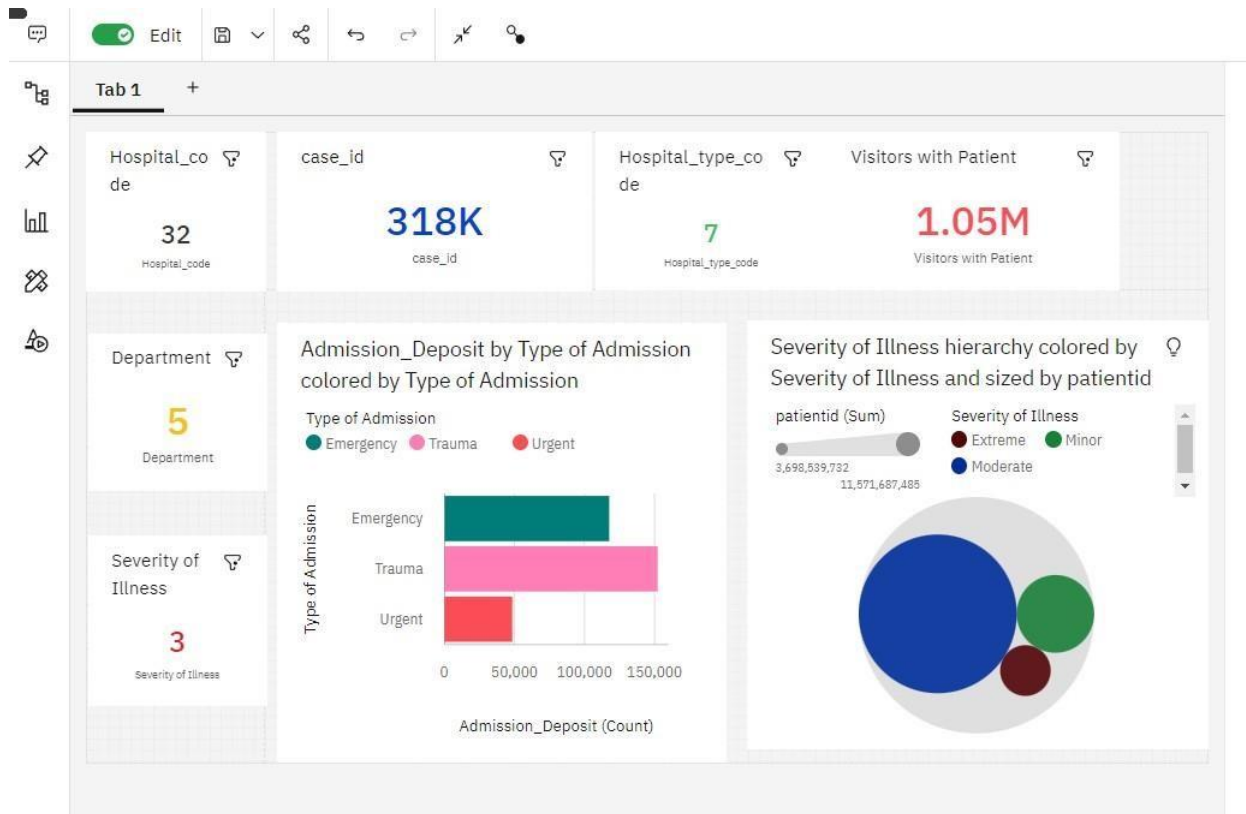 Edit
Tab 1 +
Hospital_co
de
32
Hospital_code
case_id
318K
case_id
Hospital_type_co
de
7
Hospital_type_code
Visitors with Patient
1.05M
Visitors with Patient
Department
5
Department
Severity of
Illness
3
Severity of Illness
Admission_Deposit by Type of Admission
colored by Type of Admission
Type of Admission
Emergency Trauma Urgent
Type of Admission
Emergency
Trauma
Urgent
0 50,000 100,000 150,000
Admission_Deposit (Count)
Severity of Illness hierarchy colored by
Severity of Illness and sized by patientid
patientid (Sum)
3,698,539,732
11,571,687,485
Severity of Illness
Extreme Minor
Moderate